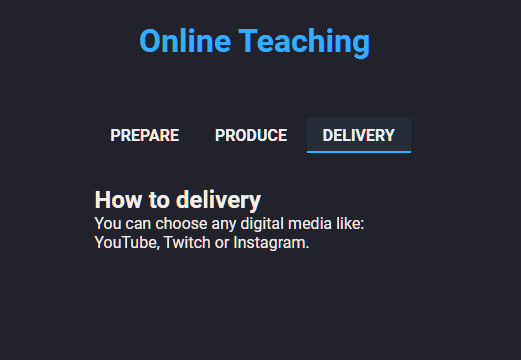 Online Teaching
PREPARE PRODUCE DELIVERY
How to delivery
You can choose any digital media like:
YouTube, Twitch or Instagram.